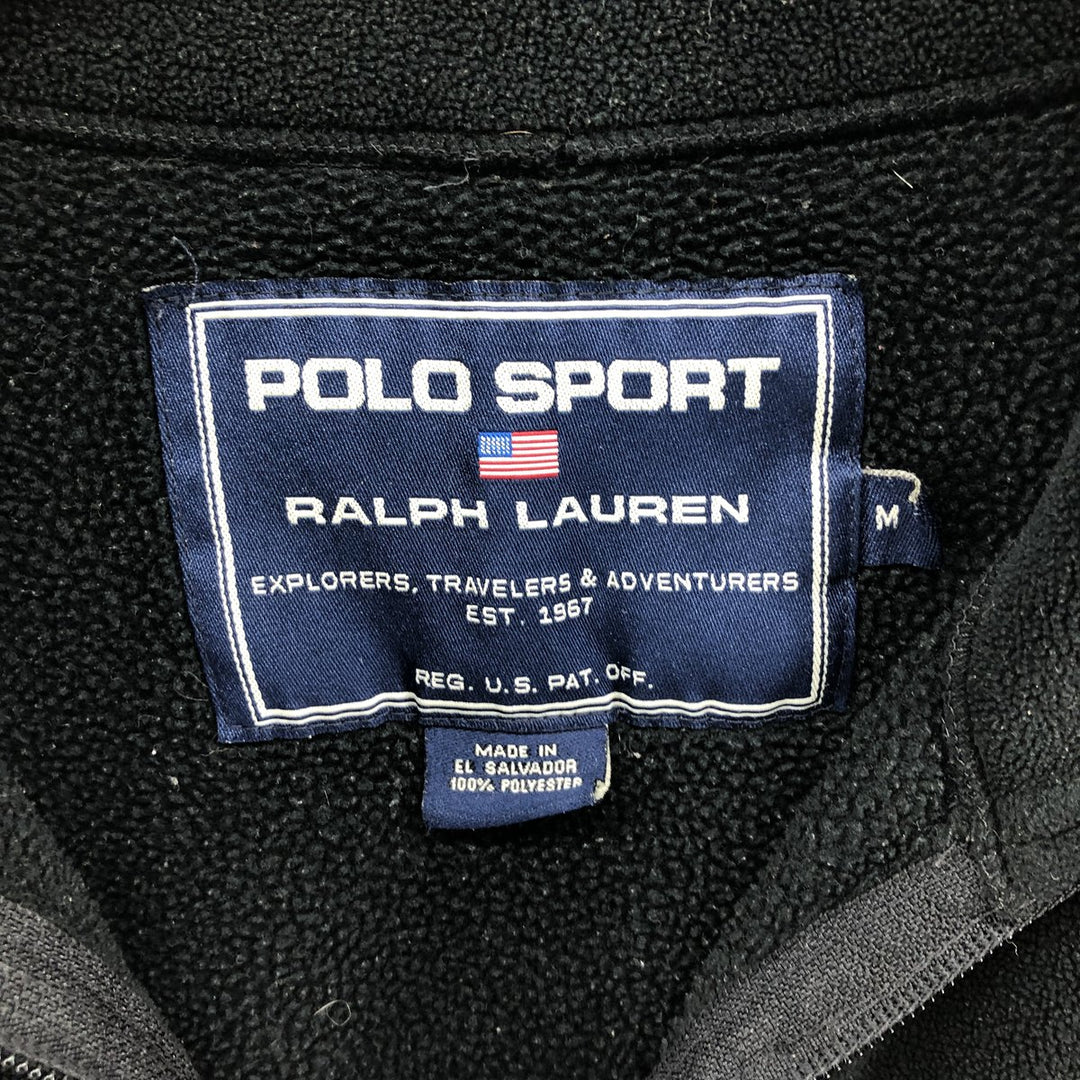 POLO SPORT
RALPH LAUREN
M
EXPLORERS, TRAVELERS & ADVENTURERS
EST. 1967
REG. U.S. PAT. OFF.
MADE IN
EL SALVADOR
100% POLYESTER